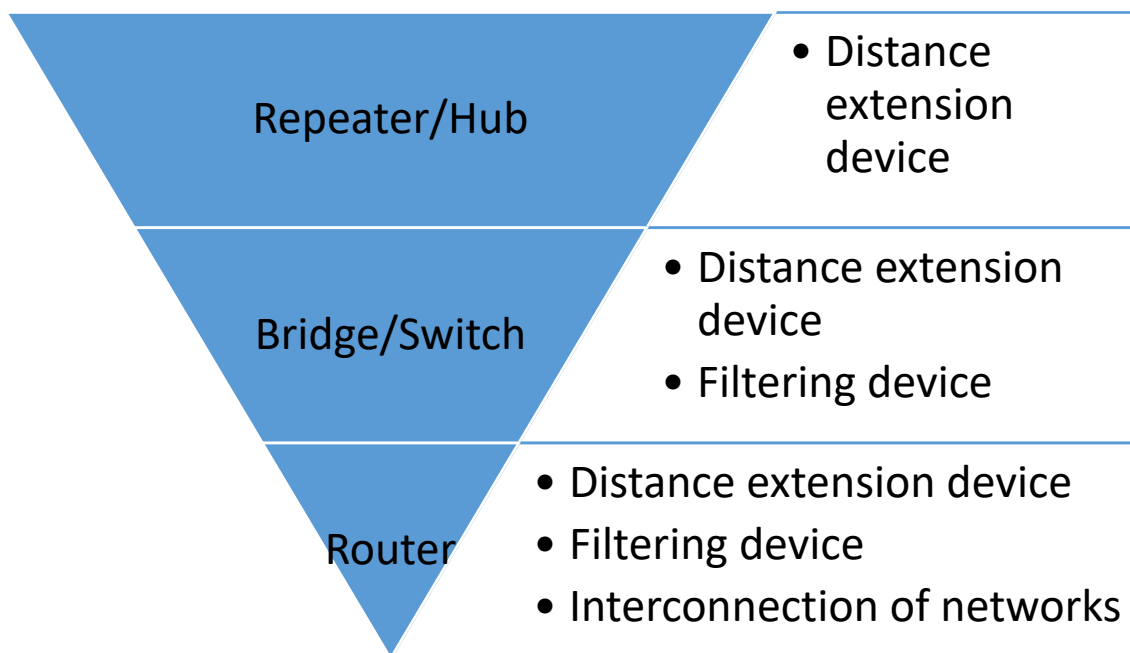 Repeater/Hub
• Distance
extension
device
Bridge/Switch
• Distance extension
device
• Filtering device
Router
• Distance extension device
• Filtering device
• Interconnection of networks